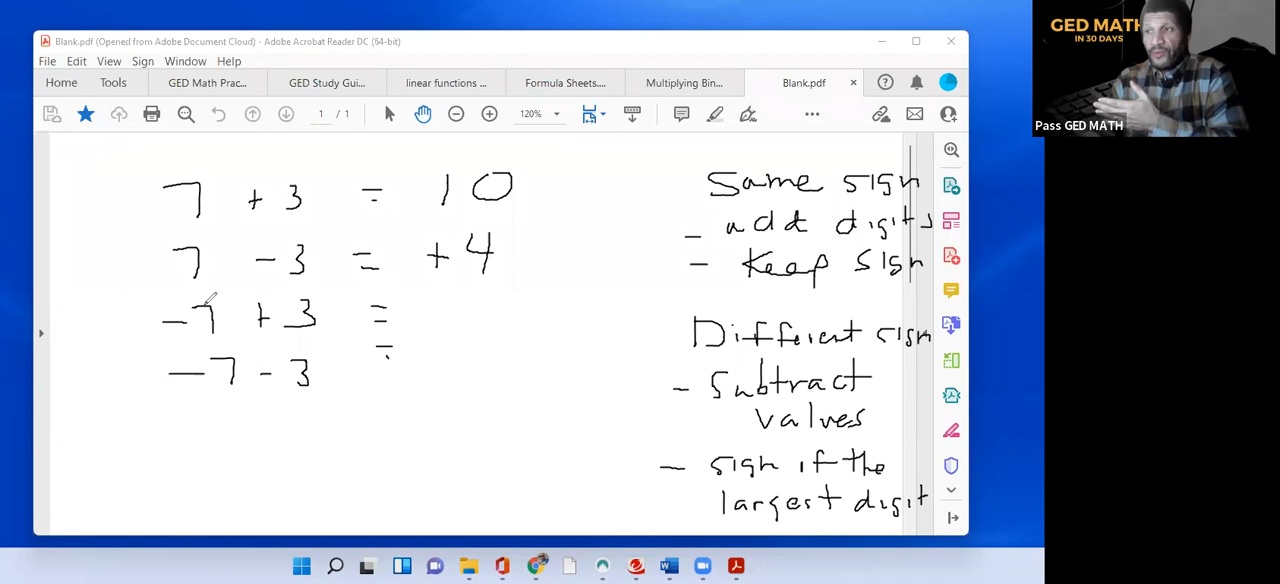 GED MATH
IN 30 DAYS
Pass GED MATH
Blank.pdf (Opened from Adobe Document Cloud) - Adobe Acrobat Reader DC (64-bit)
File Edit View Sign Window Help
Home Tools GED Math Prac... GED Study Gui... linear functions ... Formula Sheets.... Multiplying Bin... Blank.pdf
1 / 1 120%
7 + 3 = 10
7 - 3 = + 4
-7 + 3 =
-7 - 3 =
Same sign
- add digits
- Keep sign
Different sign
- Subtract
values
- sign if the
largest digit